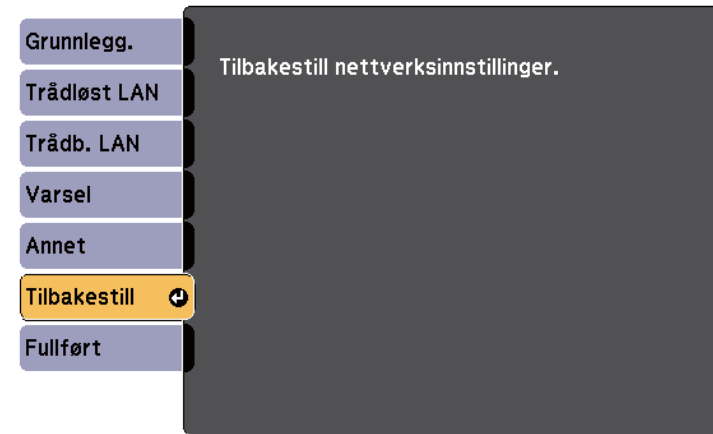 Grunnlegg.
Trådløst LAN
Trådb. LAN
Varsel
Annet
Tilbakestill
Fullført
Tilbakestill nettverksinnstillinger.